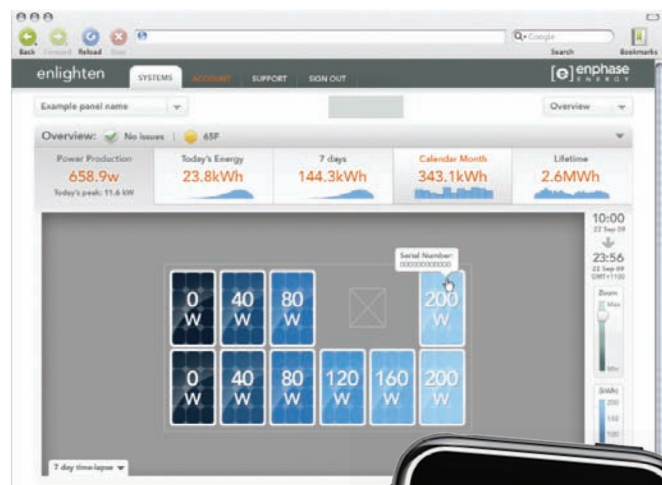 Back Forward Reload Stop
Google
Search Bookmarks
enlighten SYSTEMS ACCOUNT SUPPORT SIGN OUT [e] enphase ENERGY
Example panel name Overview
Overview: No issues | 65F
Power Production Today's Energy 7 days Calendar Month Lifetime
658.9w 23.8kWh 144.3kWh 343.1kWh 2.6MWh
Today's peak: 11.6 kW
10:00
22 Sep 09
23:56
22 Sep 09
GMT+1100
Serial Number:
000000000000
Zoom
Max
Min
0 W 40 W 80 W 200 W
0 W 40 W 80 W 120 W 160 W 200 W
200
100
7 day time-lapse